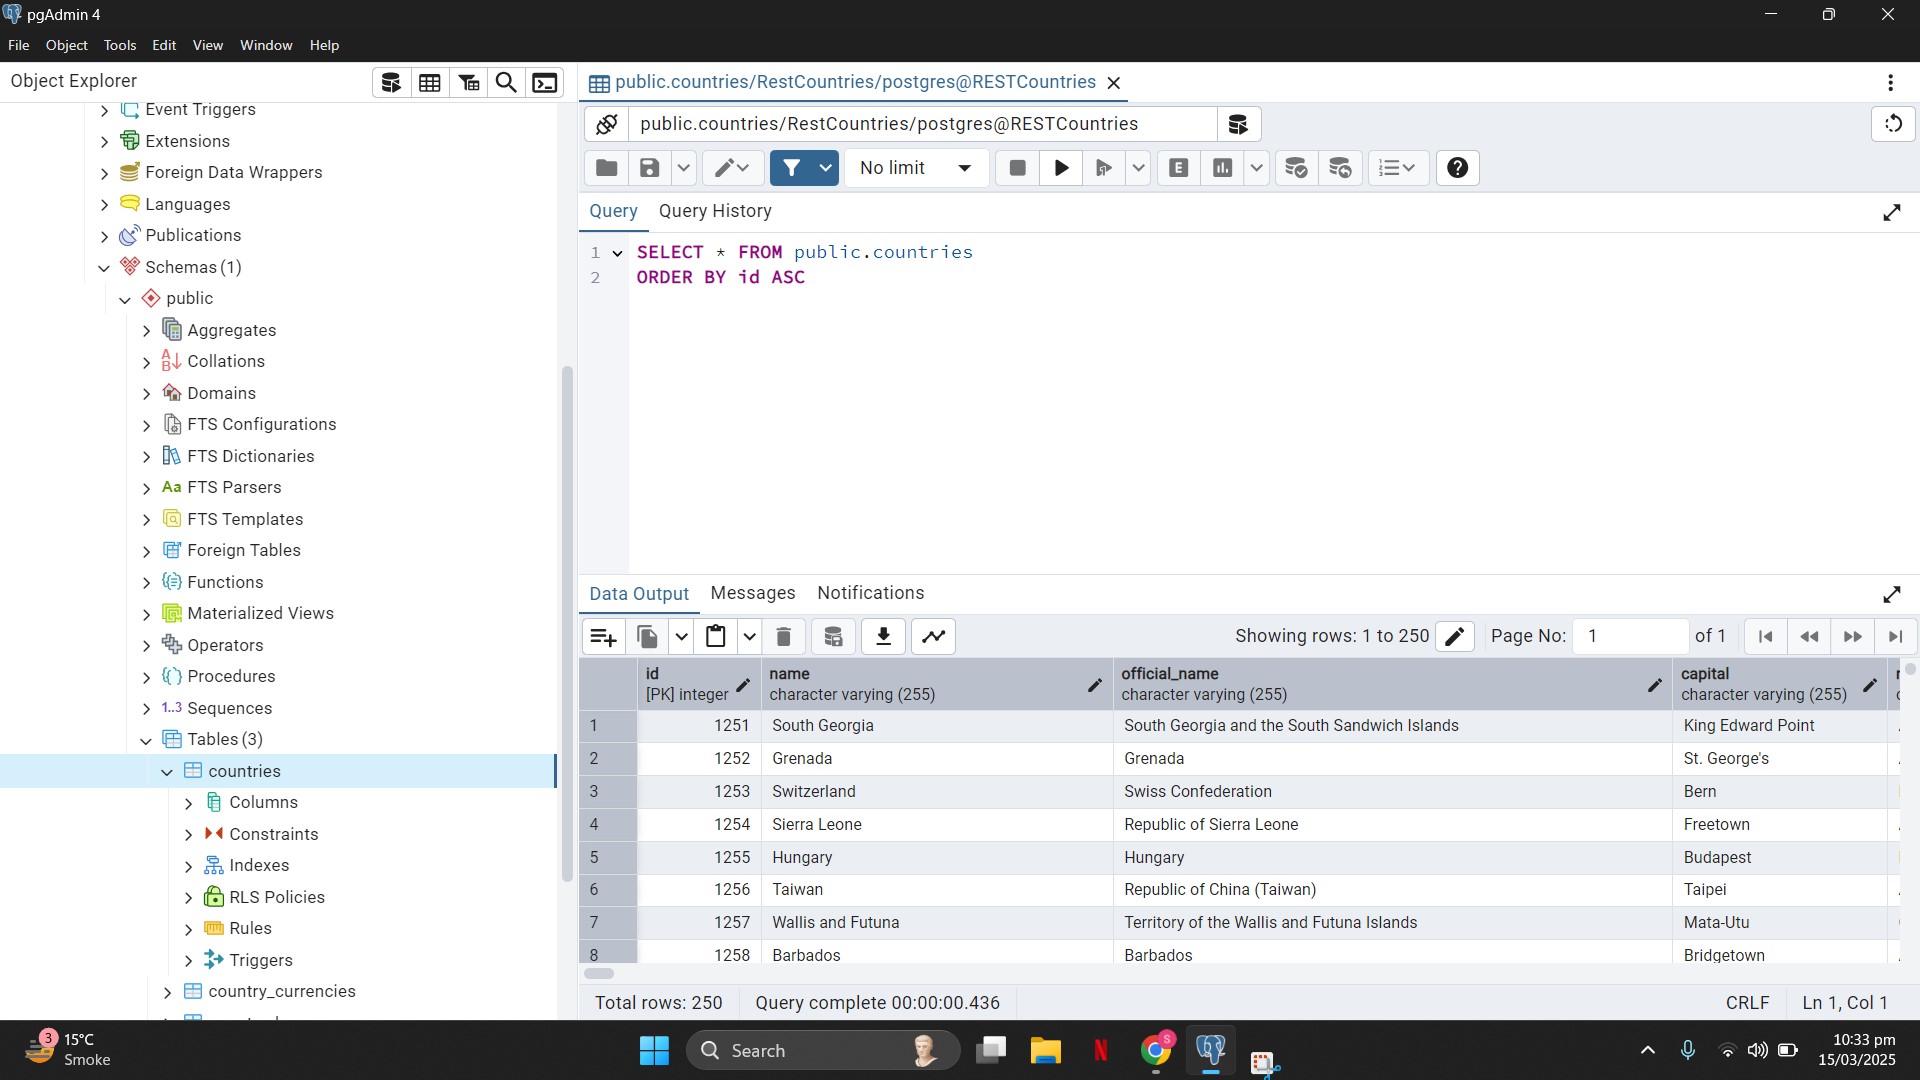 pgAdmin 4
File Object Tools Edit View Window Help
Object Explorer
Event Triggers
Extensions
Foreign Data Wrappers
Languages
Publications
Schemas (1)
public
Aggregates
Collations
Domains
FTS Configurations
FTS Dictionaries
Aa FTS Parsers
FTS Templates
Foreign Tables
Functions
Materialized Views
Operators
Procedures
1..3 Sequences
Tables (3)
countries
Columns
Constraints
Indexes
RLS Policies
Rules
Triggers
country_currencies
public.countries/RestCountries/postgres@RESTCountries
public.countries/RestCountries/postgres@RESTCountries
No limit
E
Query Query History
1 SELECT * FROM public.countries
2 ORDER BY id ASC
Data Output Messages Notifications
Showing rows: 1 to 250 Page No: 1 of 1
id name official_name capital
[PK] integer character varying (255) character varying (255) character varying (255)
1 1251 South Georgia South Georgia and the South Sandwich Islands King Edward Point
2 1252 Grenada Grenada St. George's
3 1253 Switzerland Swiss Confederation Bern
4 1254 Sierra Leone Republic of Sierra Leone Freetown
5 1255 Hungary Hungary Budapest
6 1256 Taiwan Republic of China (Taiwan) Taipei
7 1257 Wallis and Futuna Territory of the Wallis and Futuna Islands Mata-Utu
8 1258 Barbados Barbados Bridgetown
Total rows: 250 Query complete 00:00:00.436 CRLF Ln 1, Col 1
3 15°C
Smoke
Search
N
S
10:33 pm
15/03/2025